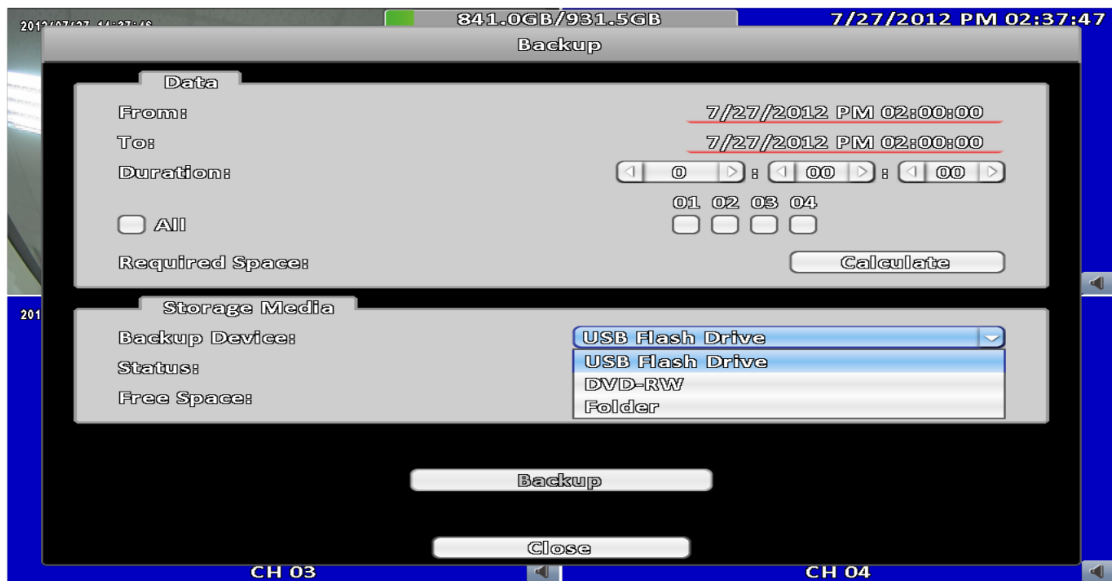 841.0GB/931.5GB 7/27/2012 PM 02:37:47
Backup
Data
From: 7/27/2012 PM 02:00:00
To: 7/27/2012 PM 02:00:00
Duration: 0 : 00 : 00
01 02 03 04
All
Required Space: Calculate
201
Storage Media
Backup Device: USB Flash Drive
USB Flash Drive
Status:
DVD-RW
Free Space:
Folder
Backup
Close
CH 03 CH 04